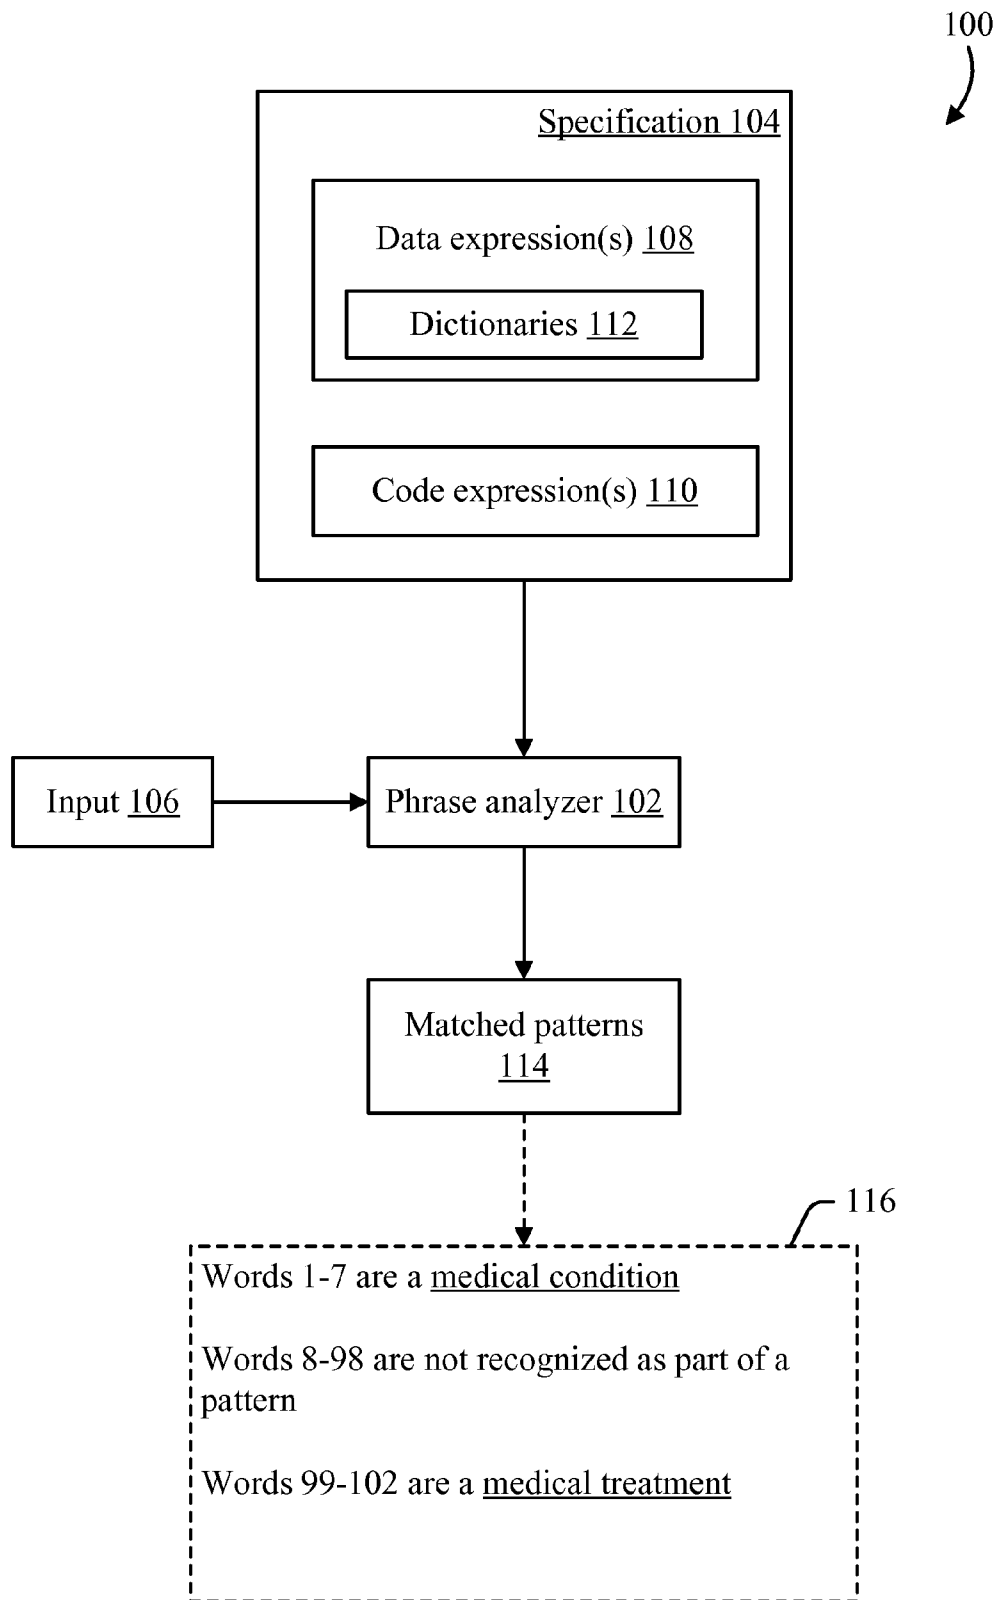 100
Specification 104
Data expression(s) 108
Dictionaries 112
Code expression(s) 110
Input 106
Phrase analyzer 102
Matched patterns
114
116
Words 1-7 are a medical condition
Words 8-98 are not recognized as part of a
pattern
Words 99-102 are a medical treatment